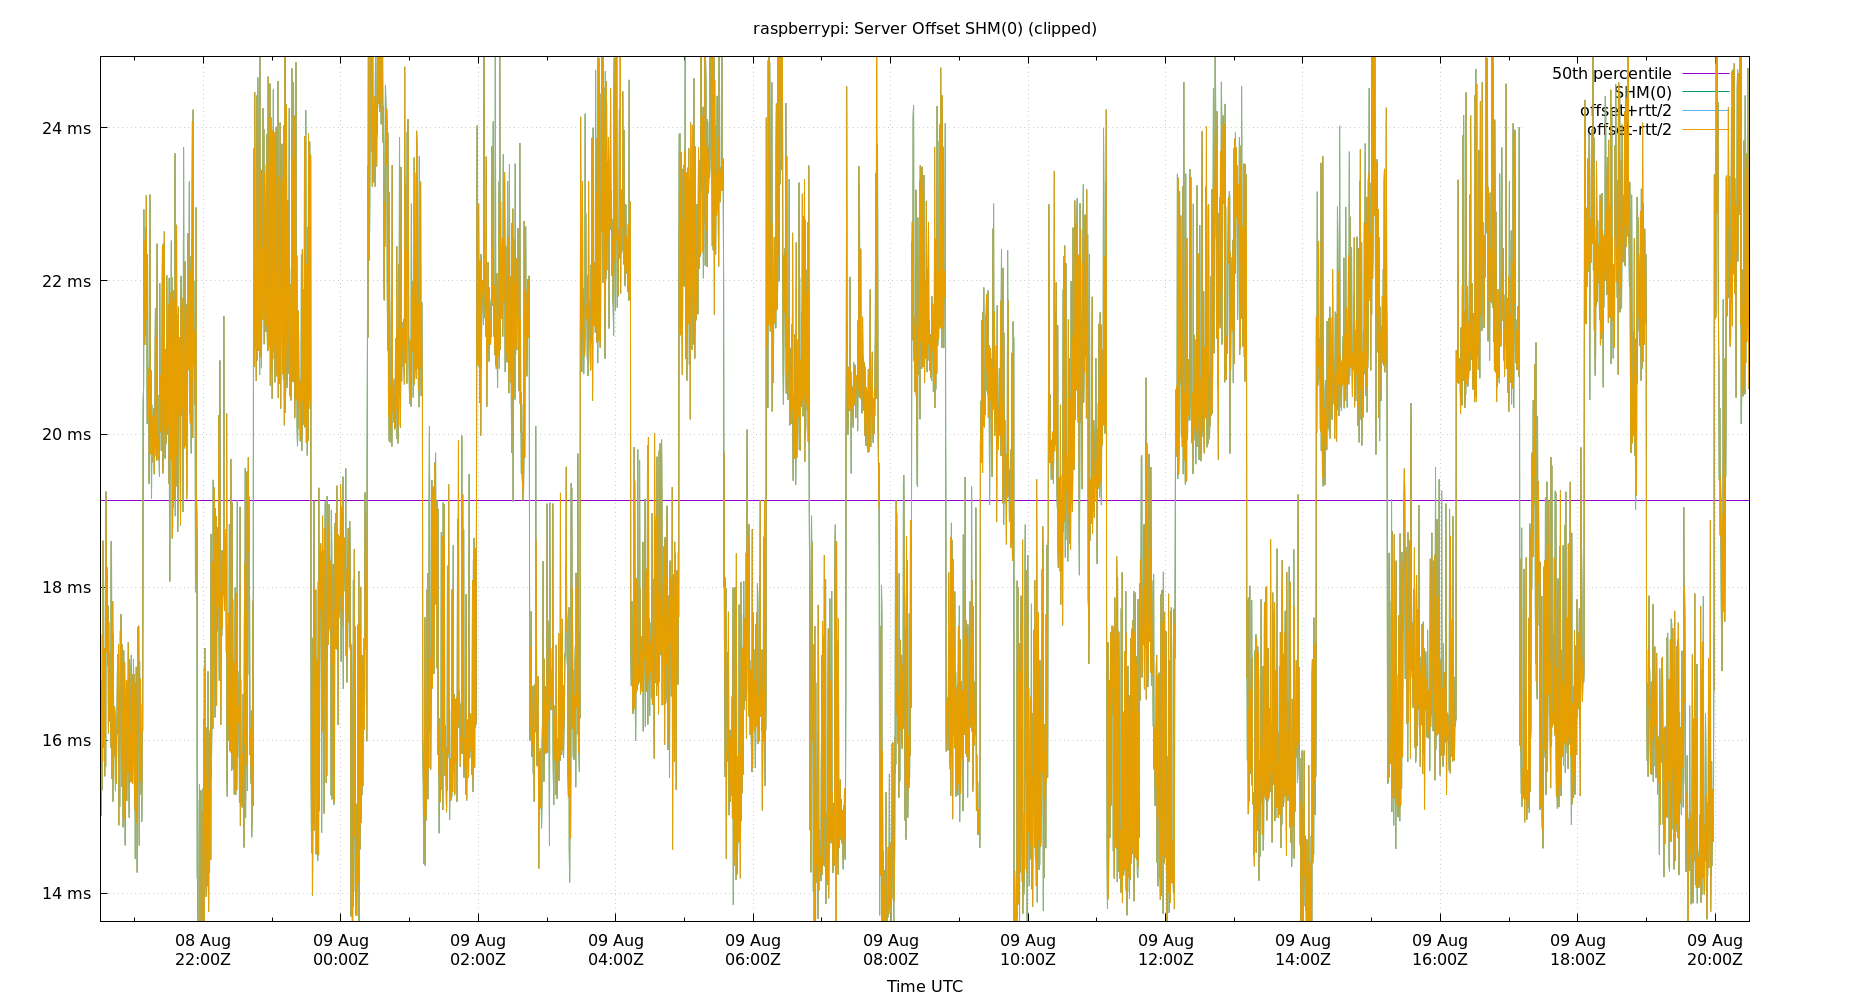 raspberrypi: Server Offset SHM(0) (clipped)
50th percentile
SHM(0)
offset+rtt/2
offset-rtt/2
24 ms
22 ms
20 ms
18 ms
16 ms
14 ms
08 Aug 09 Aug 09 Aug 09 Aug 09 Aug 09 Aug 09 Aug 09 Aug 09 Aug 09 Aug 09 Aug 09 Aug
22:00Z 00:00Z 02:00Z 04:00Z 06:00Z 08:00Z 10:00Z 12:00Z 14:00Z 16:00Z 18:00Z 20:00Z
Time UTC